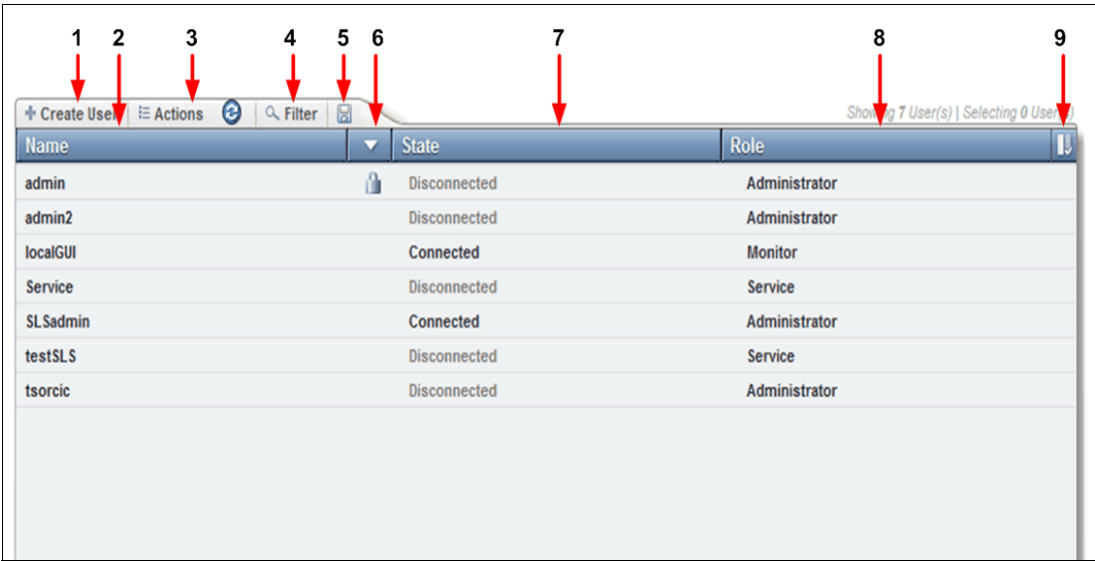 1 2 3 4 5 6 7 8 9
Create User Actions Filter Showing 7 User(s) | Selecting 0 User(s)
Name State Role
admin Disconnected Administrator
admin2 Disconnected Administrator
localGUI Connected Monitor
Service Disconnected Service
SLSadmin Connected Administrator
testSLS Disconnected Service
tsorcic Disconnected Administrator